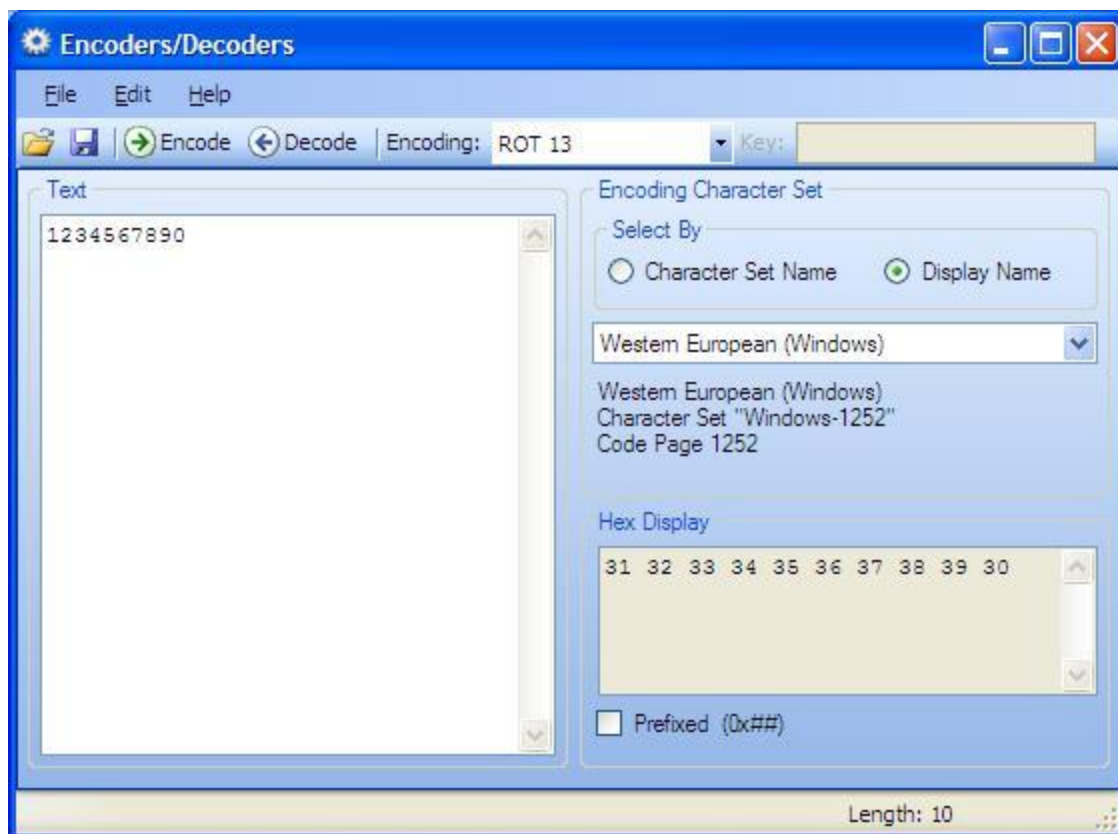 Encoders/Decoders
File Edit Help
Encode Decode Encoding: ROT 13 Key:
Text
1234567890
Encoding Character Set
Select By
Character Set Name Display Name
Western European (Windows)
Western European (Windows)
Character Set "Windows-1252"
Code Page 1252
Hex Display
31 32 33 34 35 36 37 38 39 30
Prefixed (0x##)
Length: 10